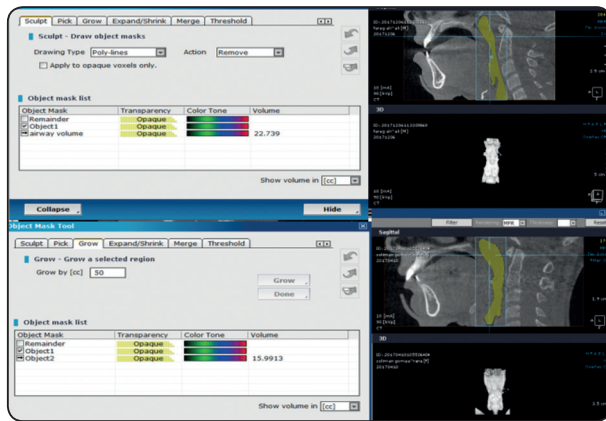 Sculpt Pick Grow Expand/Shrink Merge Threshold
Sculpt - Draw object masks
Drawing Type Poly-lines Action Remove
Apply to opaque voxels only.
Object mask list
Object Mask Transparency Color Tone Volume
Remainder Opaque
Object1 Opaque
airway volume Opaque 22.739
Show volume in [cc]
Collapse Hide
3D
CT
Object Mask Tool
Sculpt Pick Grow Expand/Shrink Merge Threshold
Grow - Grow a selected region
Grow by [cc] 50
Grow
Done
Object mask list
Object Mask Transparency Color Tone Volume
Remainder Opaque
Object1 Opaque
Object2 Opaque 15.9913
Show volume in [cc]
Filter MPR
Sagittal
3D
CT